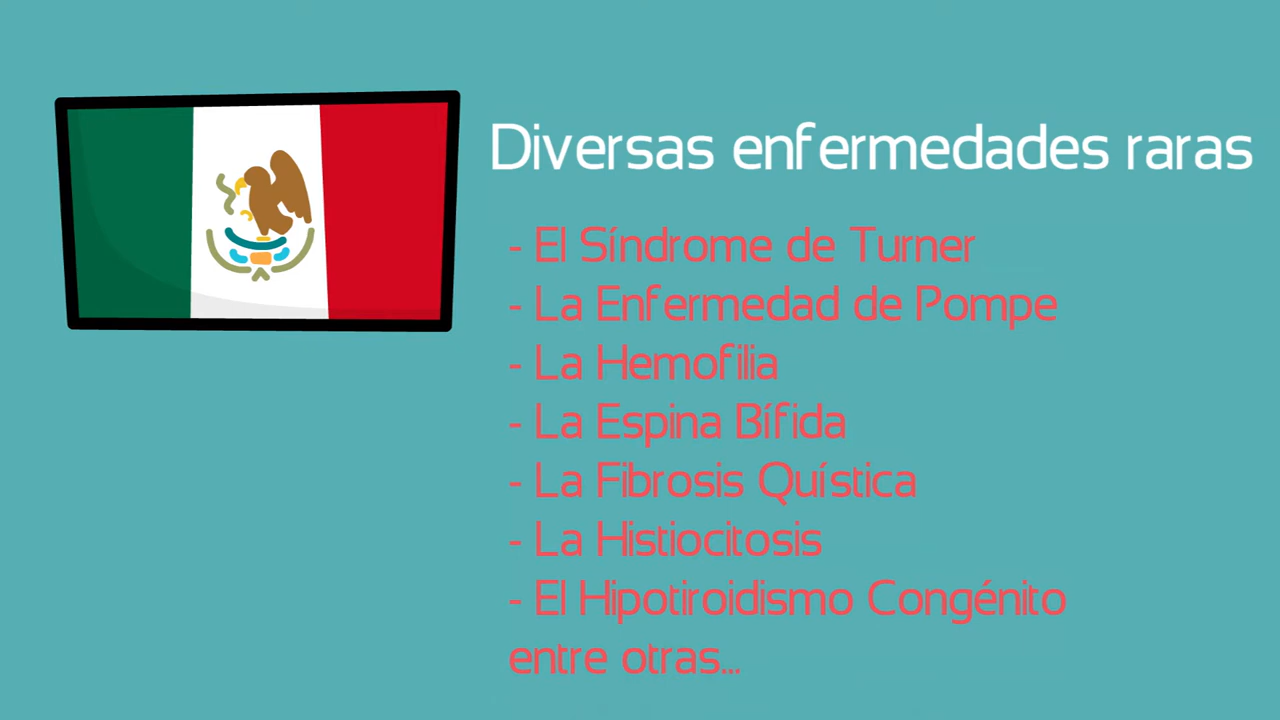 Diversas enfermedades raras
- El Síndrome de Turner
- La Enfermedad de Pompe
- La Hemofilia
- La Espina Bífida
- La Fibrosis Quística
- La Histiocitosis
- El Hipotiroidismo Congénito
entre otras...